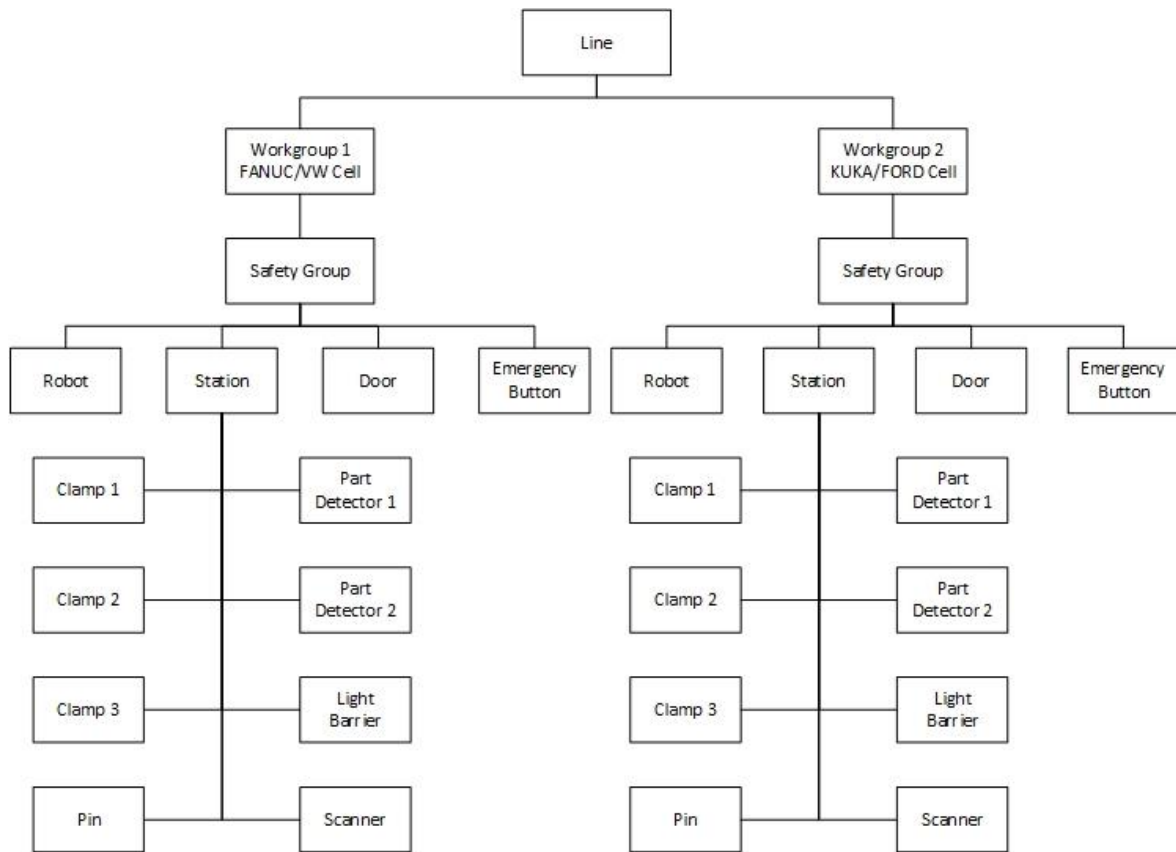 Line
Workgroup 1
FANUC/VW Cell
Workgroup 2
KUKA/FORD Cell
Safety Group
Safety Group
Robot
Station
Door
Emergency
Button
Robot
Station
Door
Emergency
Button
Clamp 1
Part
Detector 1
Clamp 1
Part
Detector 1
Clamp 2
Part
Detector 2
Clamp 2
Part
Detector 2
Clamp 3
Light
Barrier
Clamp 3
Light
Barrier
Pin
Scanner
Pin
Scanner